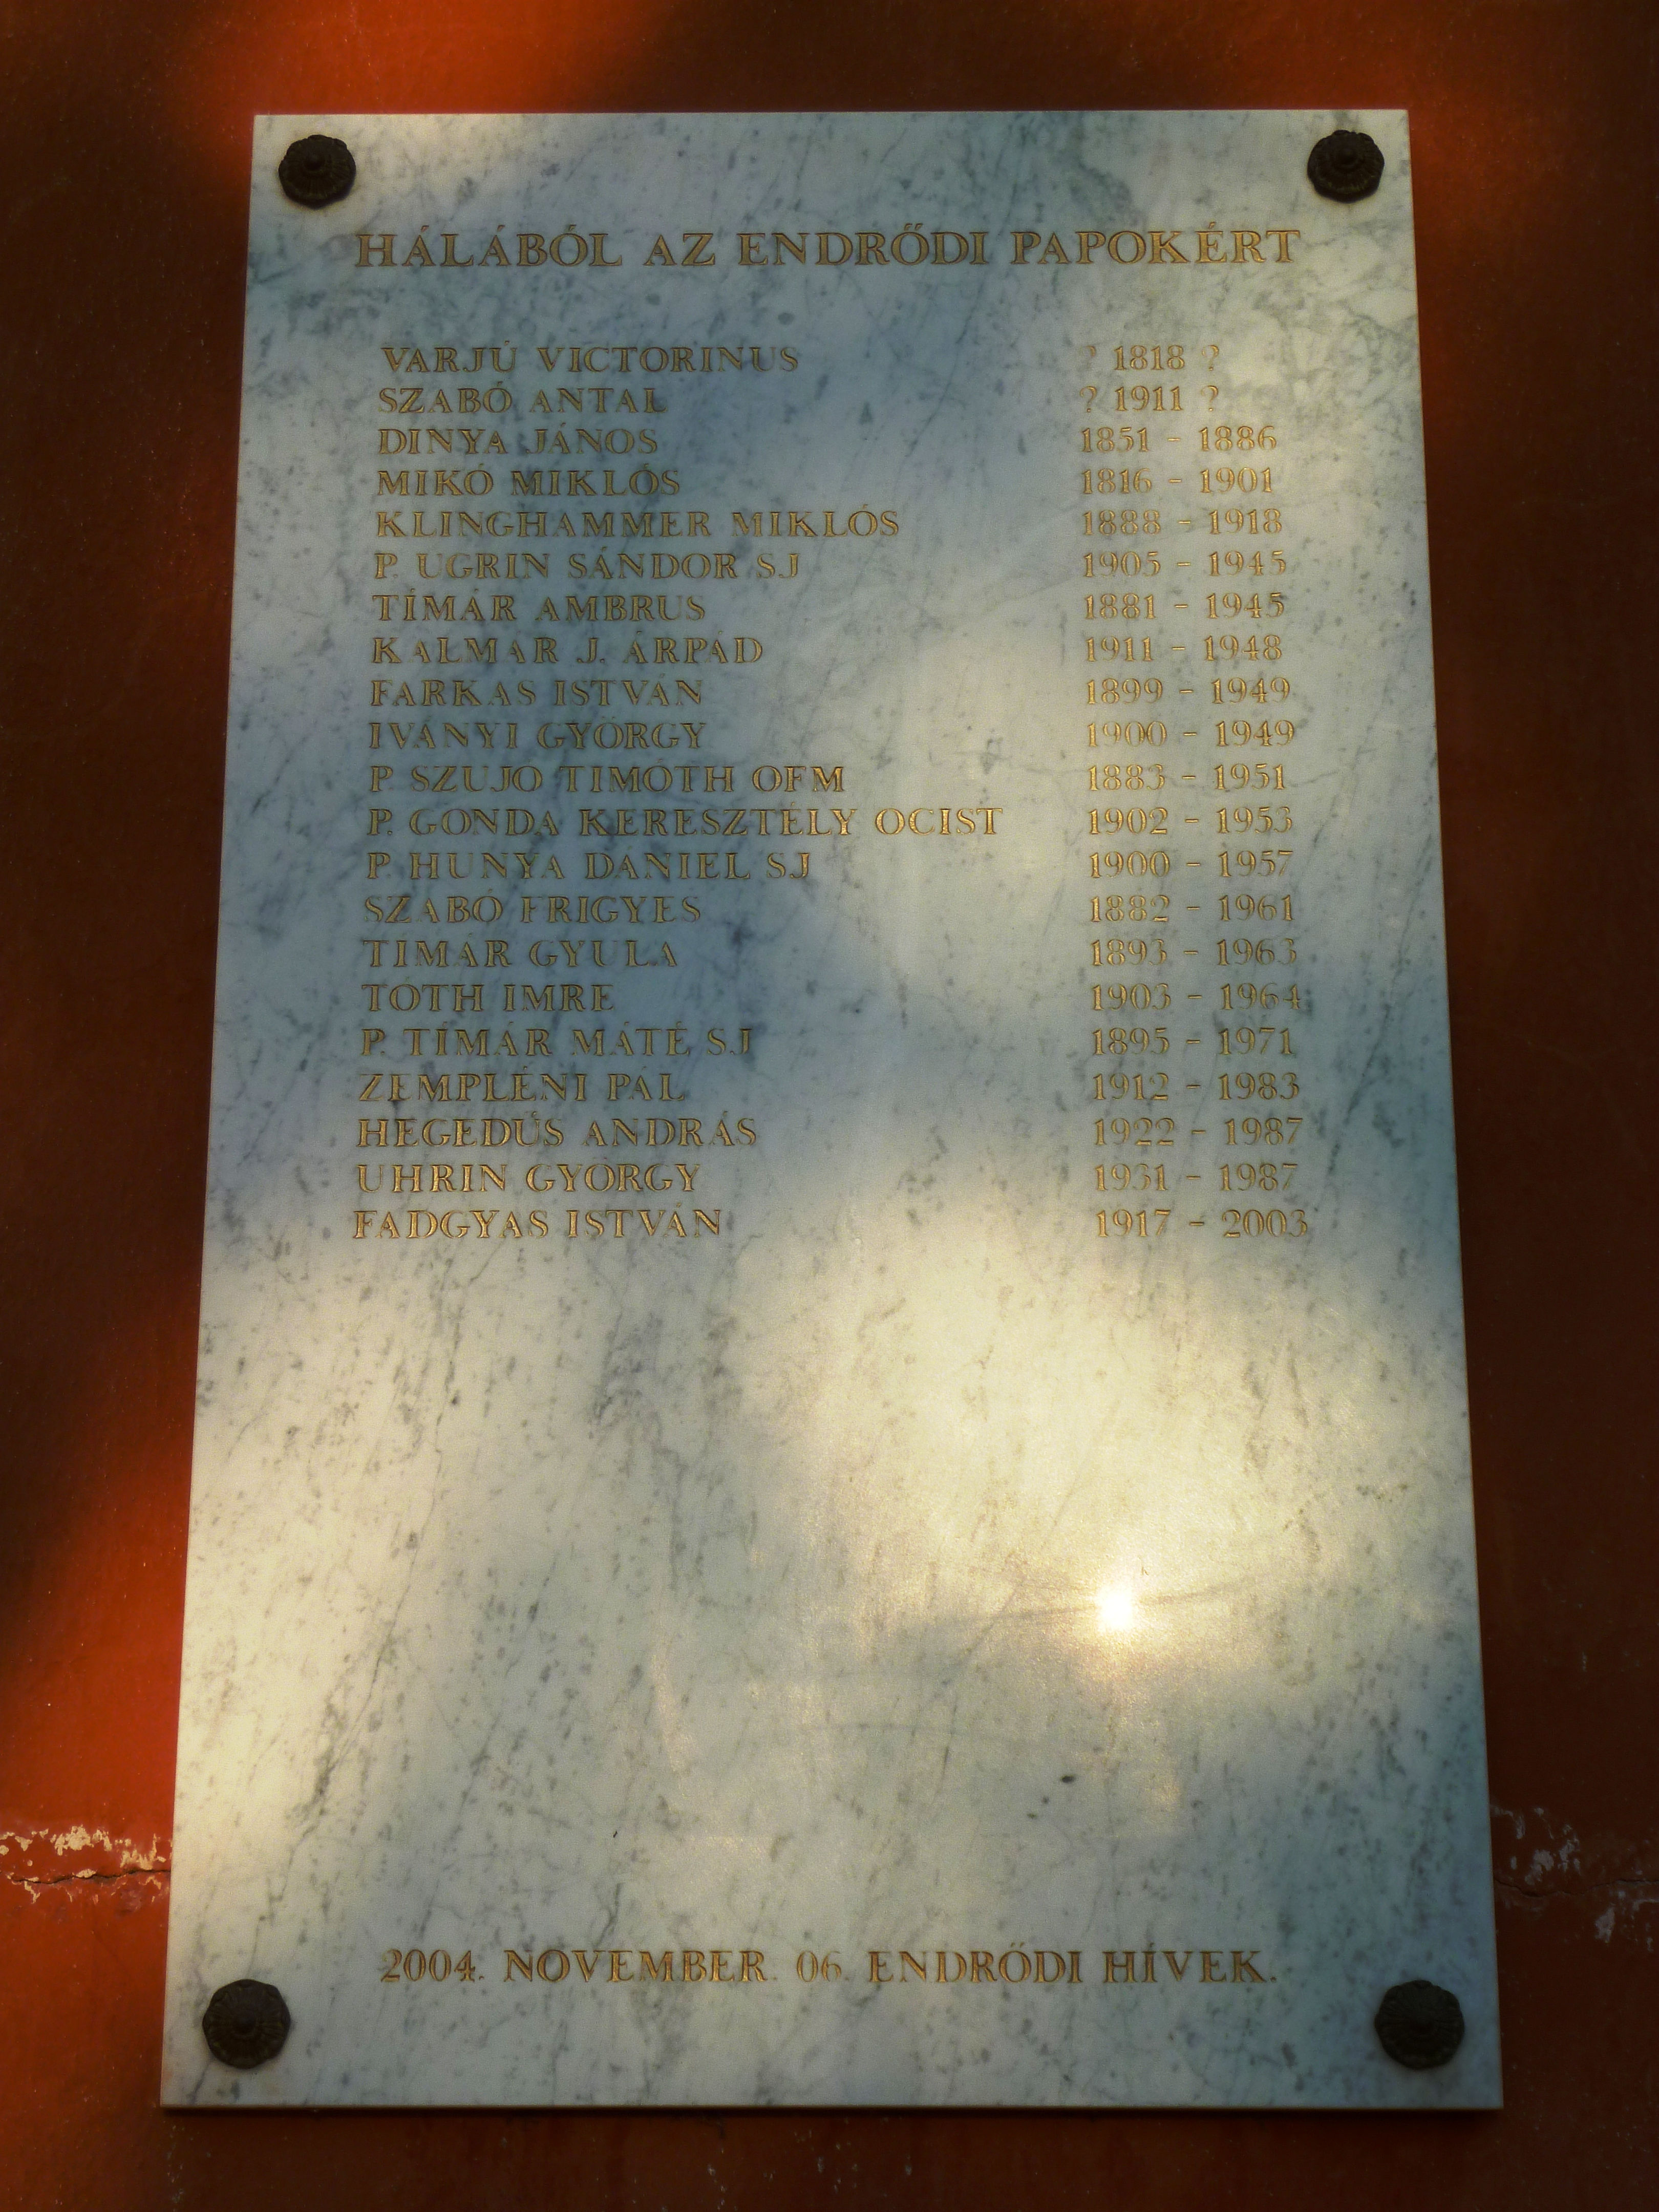 HÁLÁBÓL AZ ENDRŐDI PAPOKÉRT
VARJÚ VICTORINUS ? 1818 ?
SZABÓ ANTAL ? 1911 ?
DINYA JÁNOS 1851 - 1886
MIKÓ MIKLÓS 1816 - 1901
KLINGHAMMER MIKLÓS 1888 - 1918
P. UGRIN SÁNDOR SJ 1905 - 1945
TÍMÁR AMBRUS 1881 - 1945
KALMÁR J. ÁRPÁD 1911 - 1948
FARKAS ISTVÁN 1899 - 1949
IVÁNYI GYÖRGY 1900 - 1949
P. SZUJÓ TIMÓTH OFM 1883 - 1951
P. GONDA KERESZTÉLY OCIST 1902 - 1953
P. HUNYA DÁNIEL SJ 1900 - 1957
SZABÓ FRIGYES 1882 - 1961
TÍMÁR GYULA 1893 - 1963
TÓTH IMRE 1903 - 1964
P. TÍMÁR MÁTÉ SJ 1895 - 1971
ZEMPLÉNI PÁL 1912 - 1983
HEGEDŰS ANDRÁS 1922 - 1987
UHRIN GYÖRGY 1931 - 1987
FADGYAS ISTVÁN 1917 - 2003
2004. NOVEMBER. 06. ENDRŐDI HÍVEK.